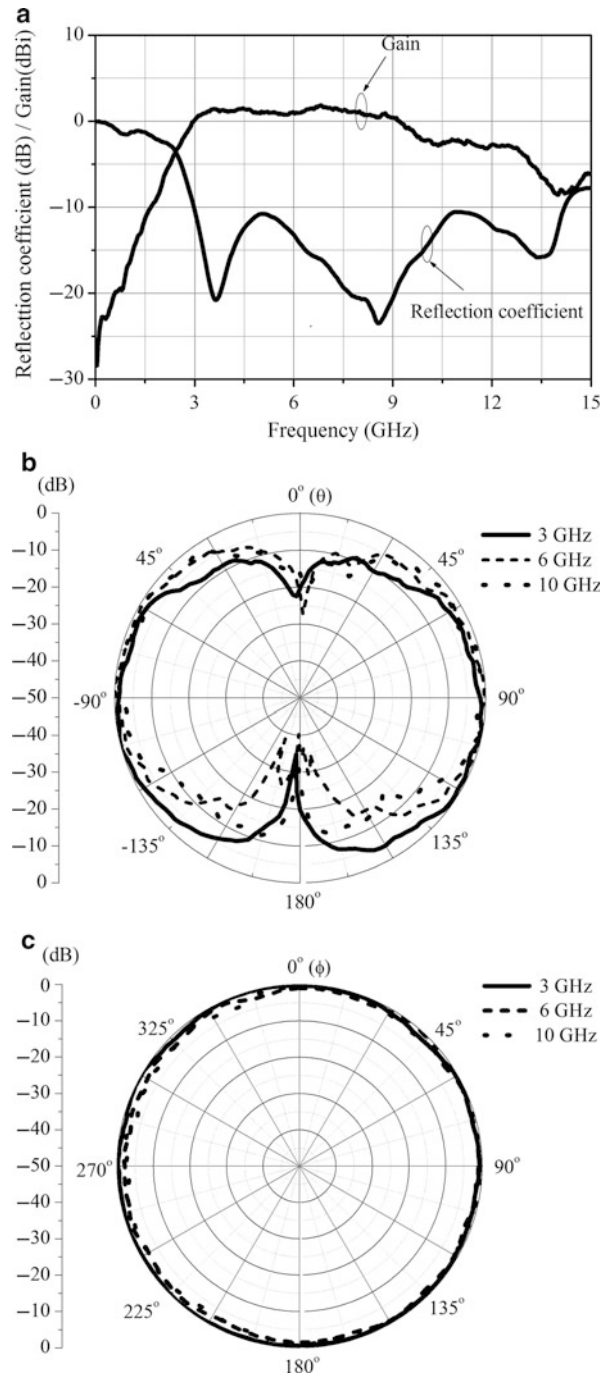 a
Reflecttion coefficient (dB) / Gain(dBi)
10
0
−10
−20
−30
Gain
Reflection coefficient
0 3 6 9 12 15
Frequency (GHz)
b
(dB)
0
−10
−20
−30
−40
−50
−40
−30
−20
−10
0
0° (θ)
45°
45°
-90°
90°
-135°
135°
180°
3 GHz
6 GHz
10 GHz
c
(dB)
0
−10
−20
−30
−40
−50
−40
−30
−20
−10
0
0° (ϕ)
325°
45°
270°
90°
225°
135°
180°
3 GHz
6 GHz
10 GHz